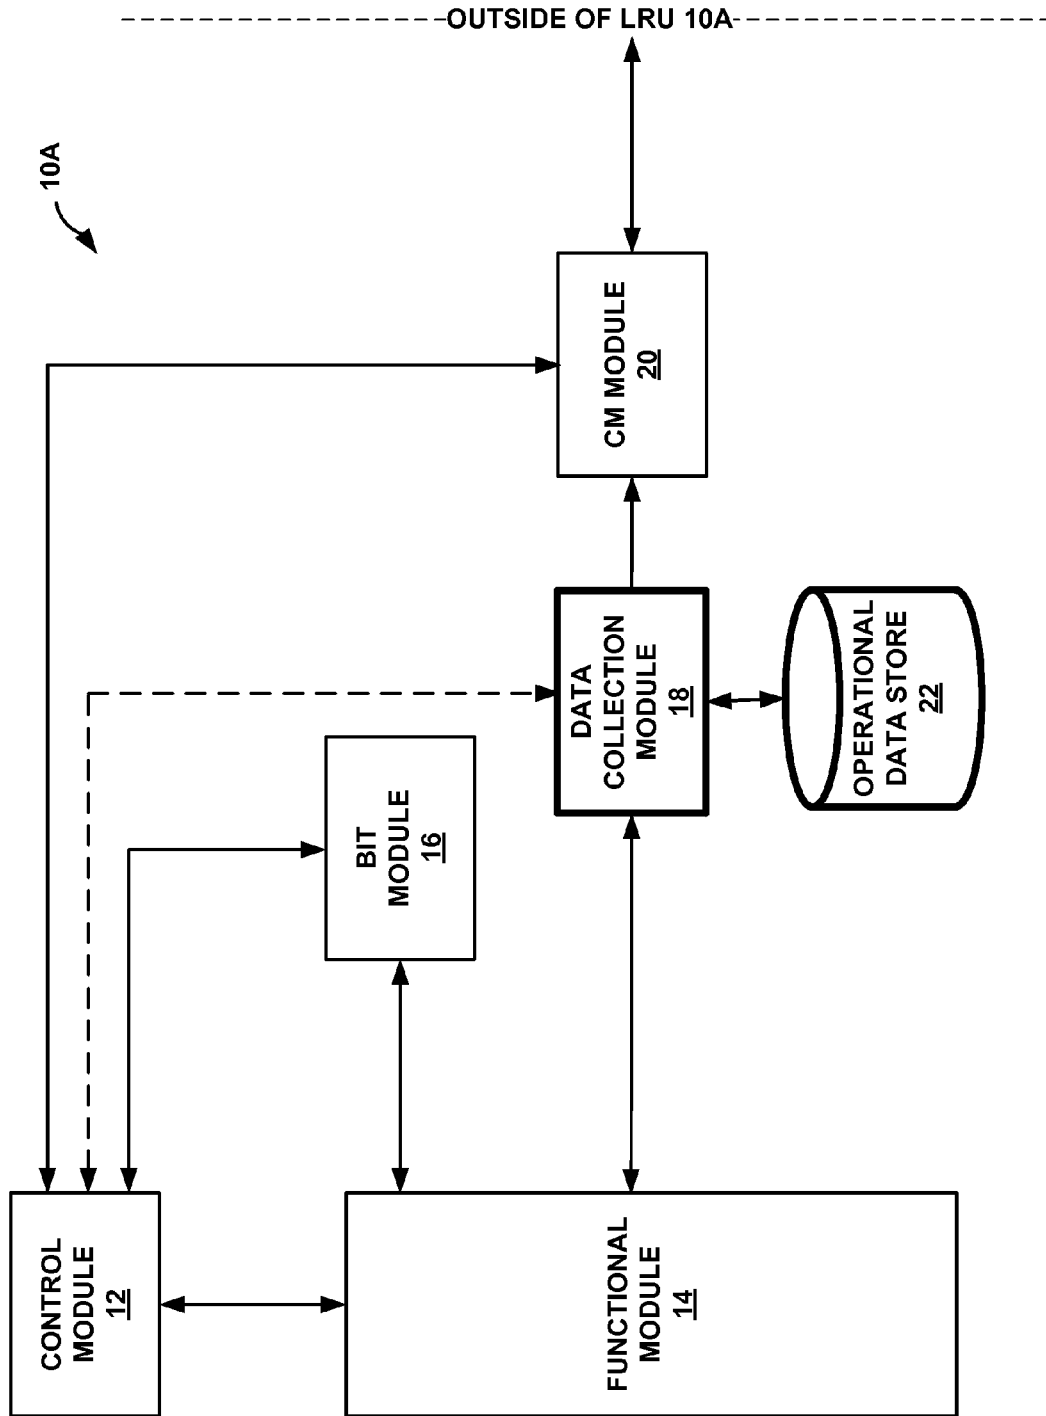 OUTSIDE OF LRU 10A
10A
CONTROL
MODULE
12
FUNCTIONAL
MODULE
14
BIT
MODULE
16
DATA
COLLECTION
MODULE
18
CM MODULE
20
OPERATIONAL
DATA STORE
22